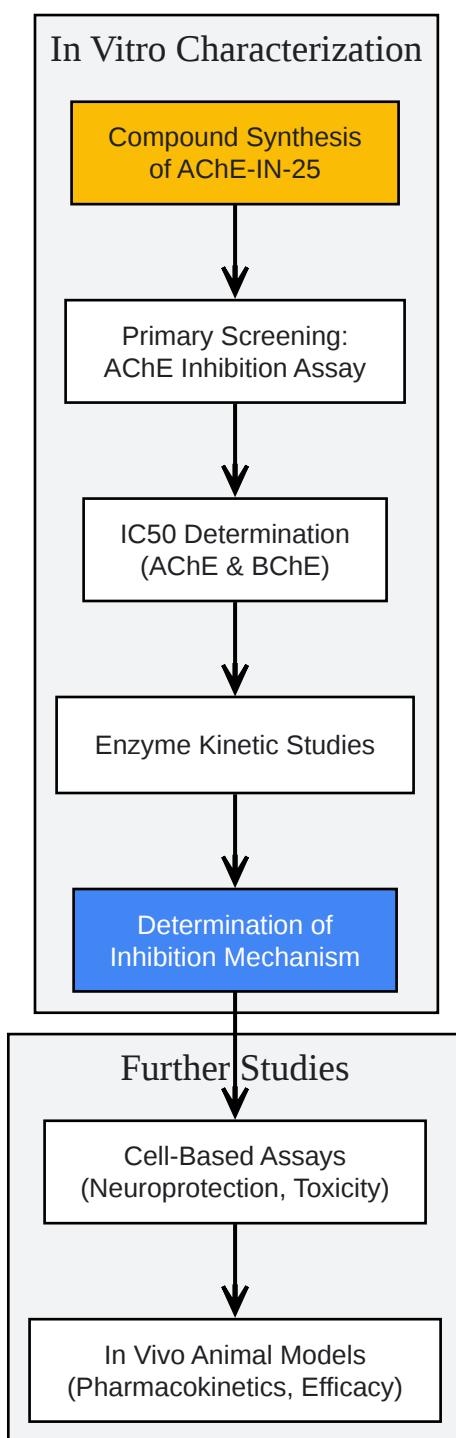 In Vitro Characterization
Compound Synthesis
of AChE-IN-25
Primary Screening:
AChE Inhibition Assay
IC50 Determination
(AChE & BChE)
Enzyme Kinetic Studies
Determination of
Inhibition Mechanism
Further Studies
Cell-Based Assays
(Neuroprotection, Toxicity)
In Vivo Animal Models
(Pharmacokinetics, Efficacy)